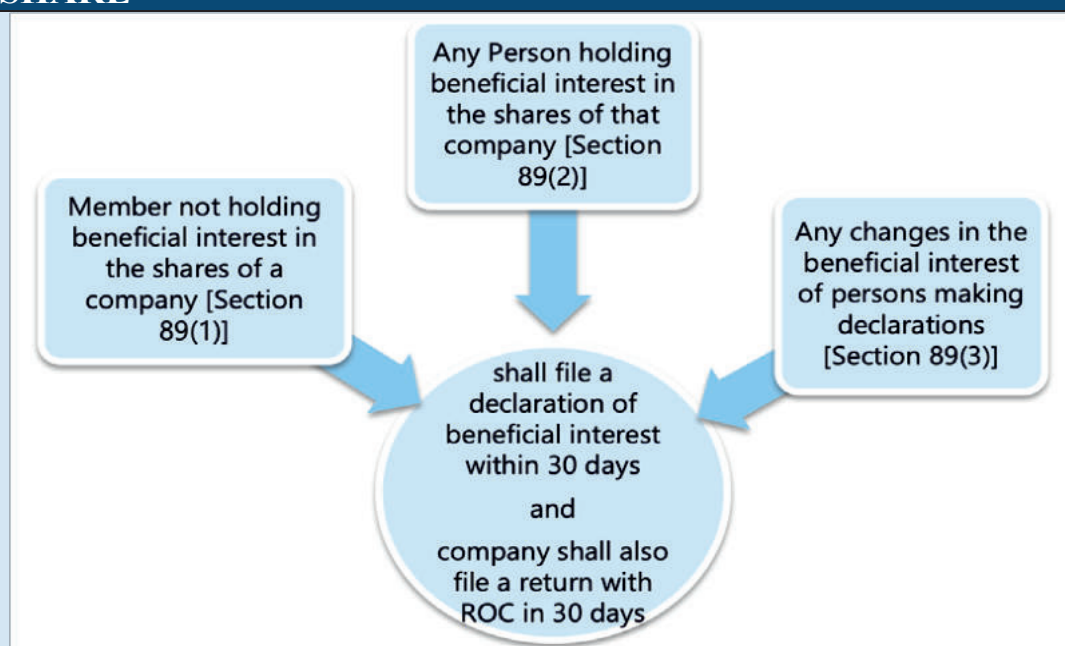 SHARE
Any Person holding
beneficial interest in
the shares of that
company [Section
89(2)]
Member not holding
beneficial interest in
the shares of a
company [Section
89(1)]
Any changes in the
beneficial interest
of persons making
declarations
[Section 89(3)]
shall file a
declaration of
beneficial interest
within 30 days
and
company shall also
file a return with
ROC in 30 days